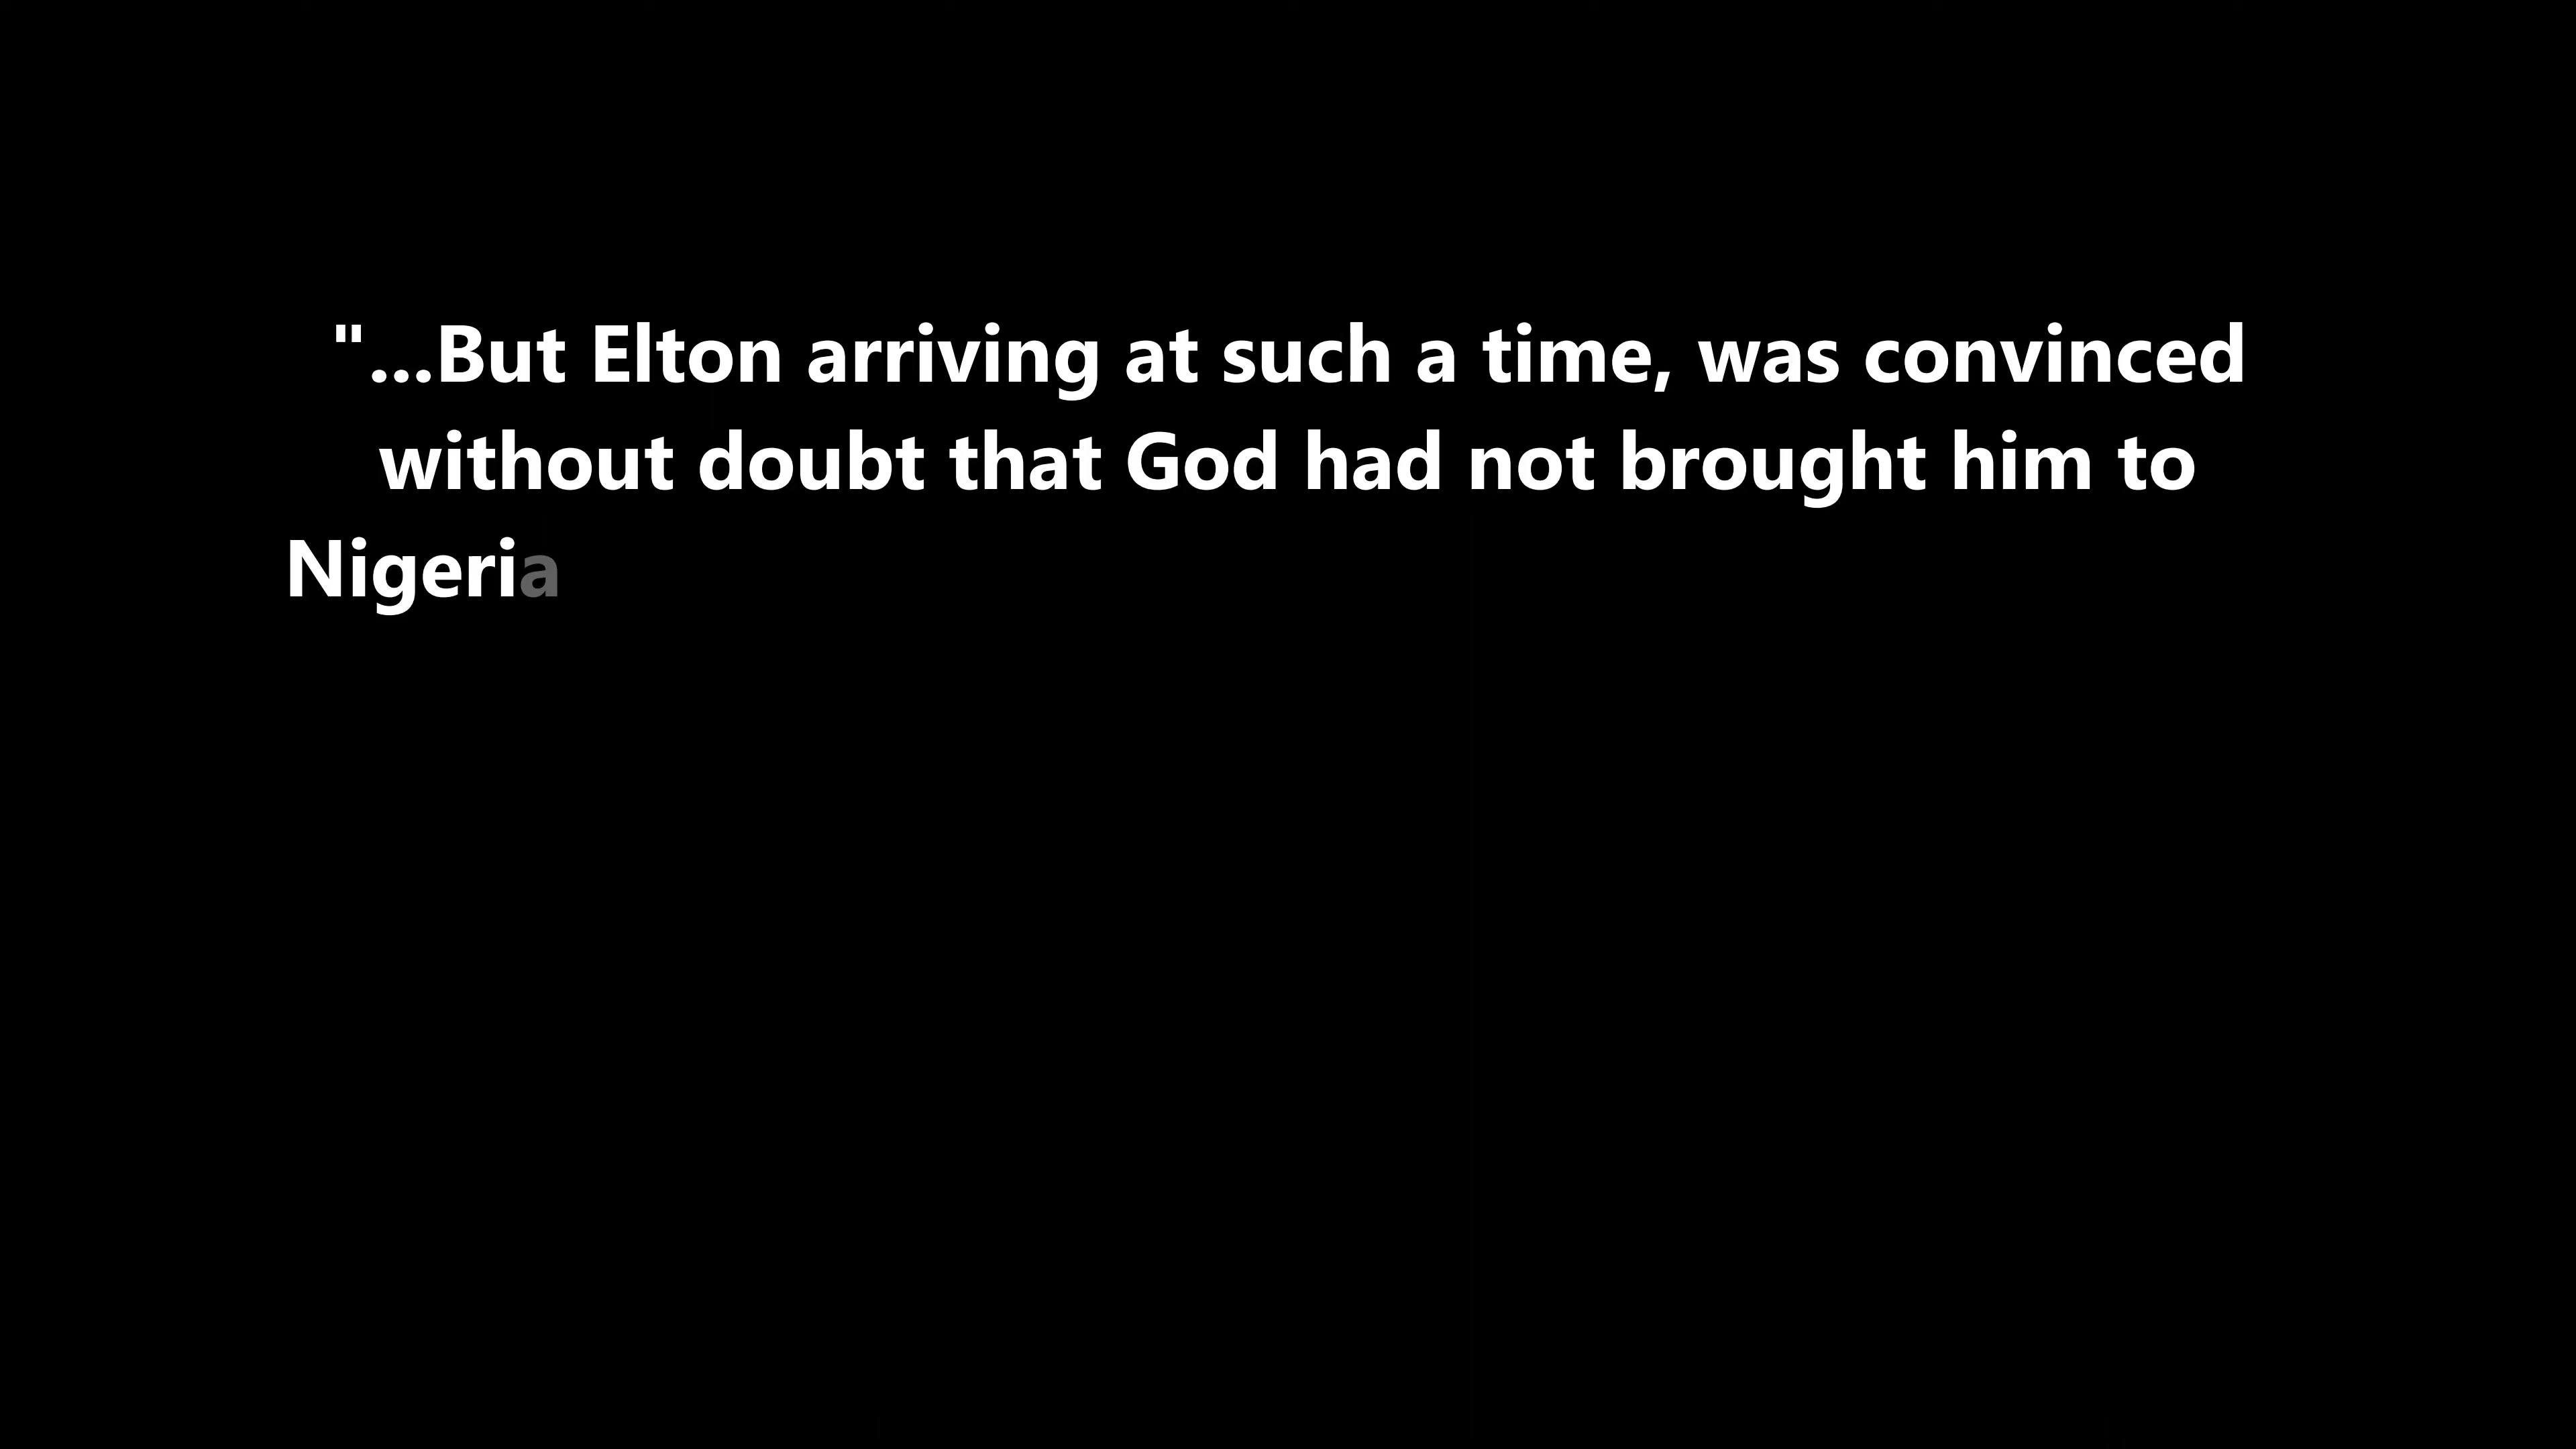 "...But Elton arriving at such a time, was convinced
without doubt that God had not brought him to
Nigeria